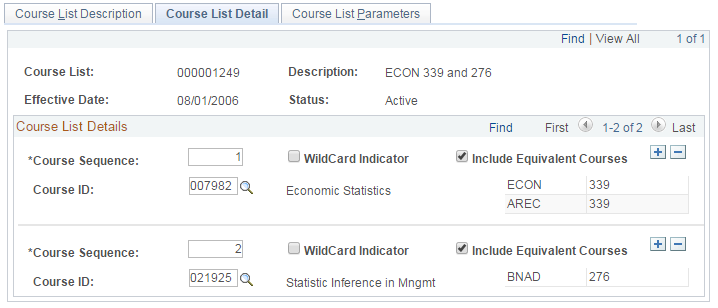 Course List Description Course List Detail Course List Parameters
Find | View All 1 of 1
Course List: 000001249 Description: ECON 339 and 276
Effective Date: 08/01/2006 Status: Active
Course List Details Find First 1-2 of 2 Last
*Course Sequence: 1 WildCard Indicator Include Equivalent Courses
Course ID: 007982 Economic Statistics ECON 339
AREC 339
*Course Sequence: 2 WildCard Indicator Include Equivalent Courses
Course ID: 021925 Statistic Inference in Mngmt BNAD 276